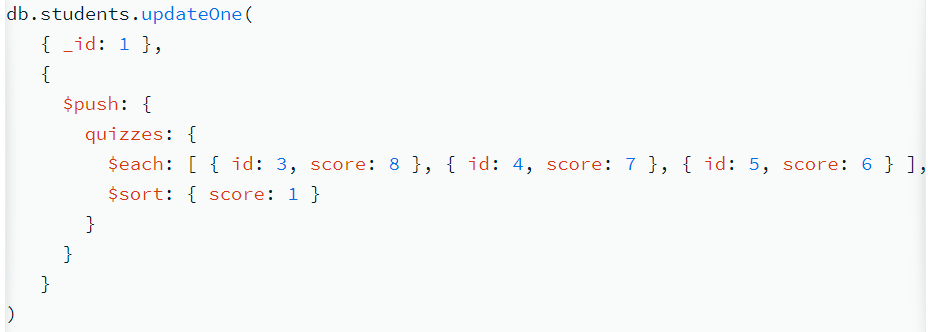 db.students.updateOne(
   { _id: 1 },
   {
     $push: {
       quizzes: {
         $each: [ { id: 3, score: 8 }, { id: 4, score: 7 }, { id: 5, score: 6 } ],
         $sort: { score: 1 }
       }
     }
   }
)